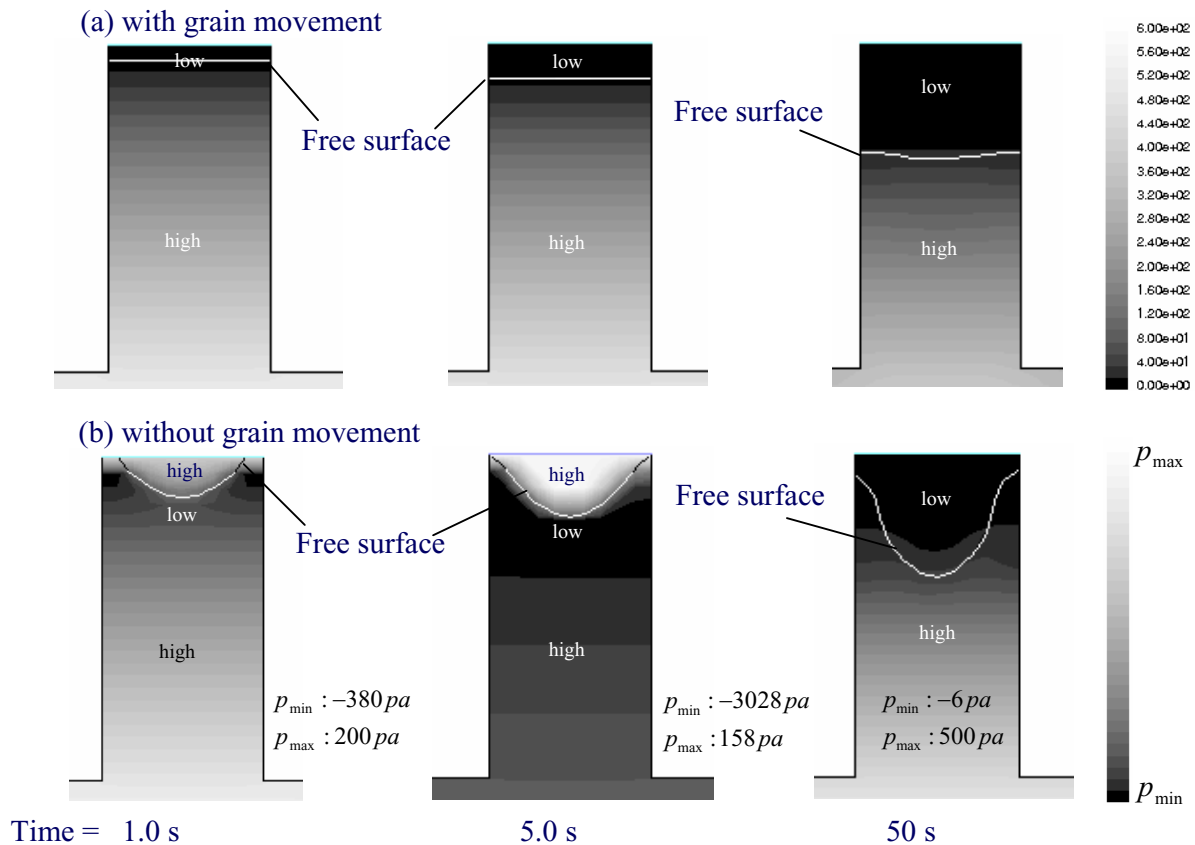 (a) with grain movement
low
low
low
Free surface
Free surface
high
high
high
6.00e+02
5.60e+02
5.20e+02
4.80e+02
4.40e+02
4.00e+02
3.60e+02
3.20e+02
2.80e+02
2.40e+02
2.00e+02
1.60e+02
1.20e+02
8.00e+01
4.00e+01
0.00e+00
(b) without grain movement
high
high
low
low
low
Free surface
Free surface
high
high
high
p_min : −380 pa
p_max : 200 pa
p_min : −3028 pa
p_max : 158 pa
p_min : −6 pa
p_max : 500 pa
p_max
p_min
Time = 1.0 s 5.0 s 50 s